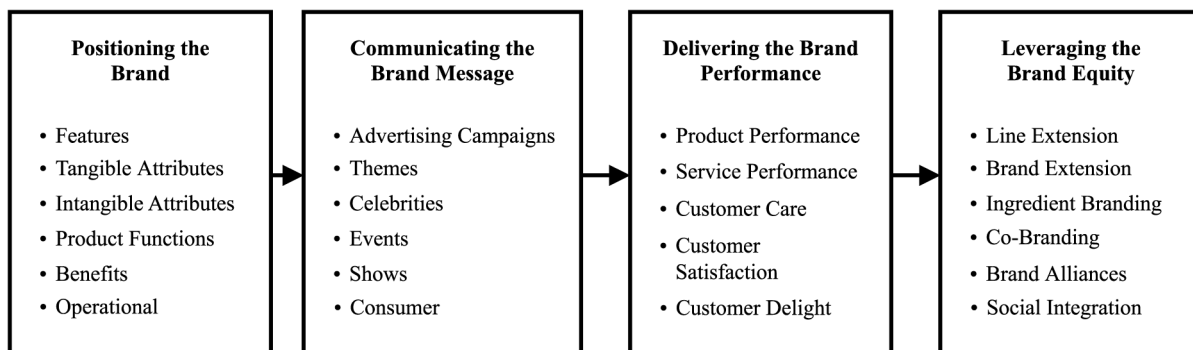 Positioning the
Brand
• Features
• Tangible Attributes
• Intangible Attributes
• Product Functions
• Benefits
• Operational
Communicating the
Brand Message
• Advertising Campaigns
• Themes
• Celebrities
• Events
• Shows
• Consumer
Delivering the Brand
Performance
• Product Performance
• Service Performance
• Customer Care
• Customer
Satisfaction
• Customer Delight
Leveraging the
Brand Equity
• Line Extension
• Brand Extension
• Ingredient Branding
• Co-Branding
• Brand Alliances
• Social Integration